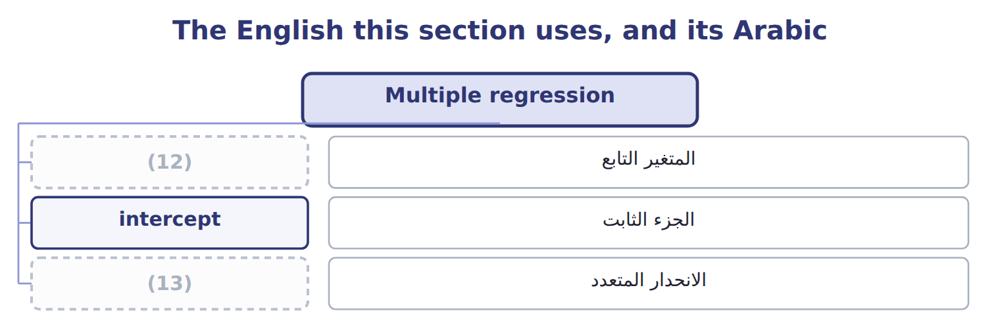 The English this section uses, and its Arabic
Multiple regression
(12)
المتغير التابع
intercept
الجزء الثابت
(13)
الانحدار المتعدد